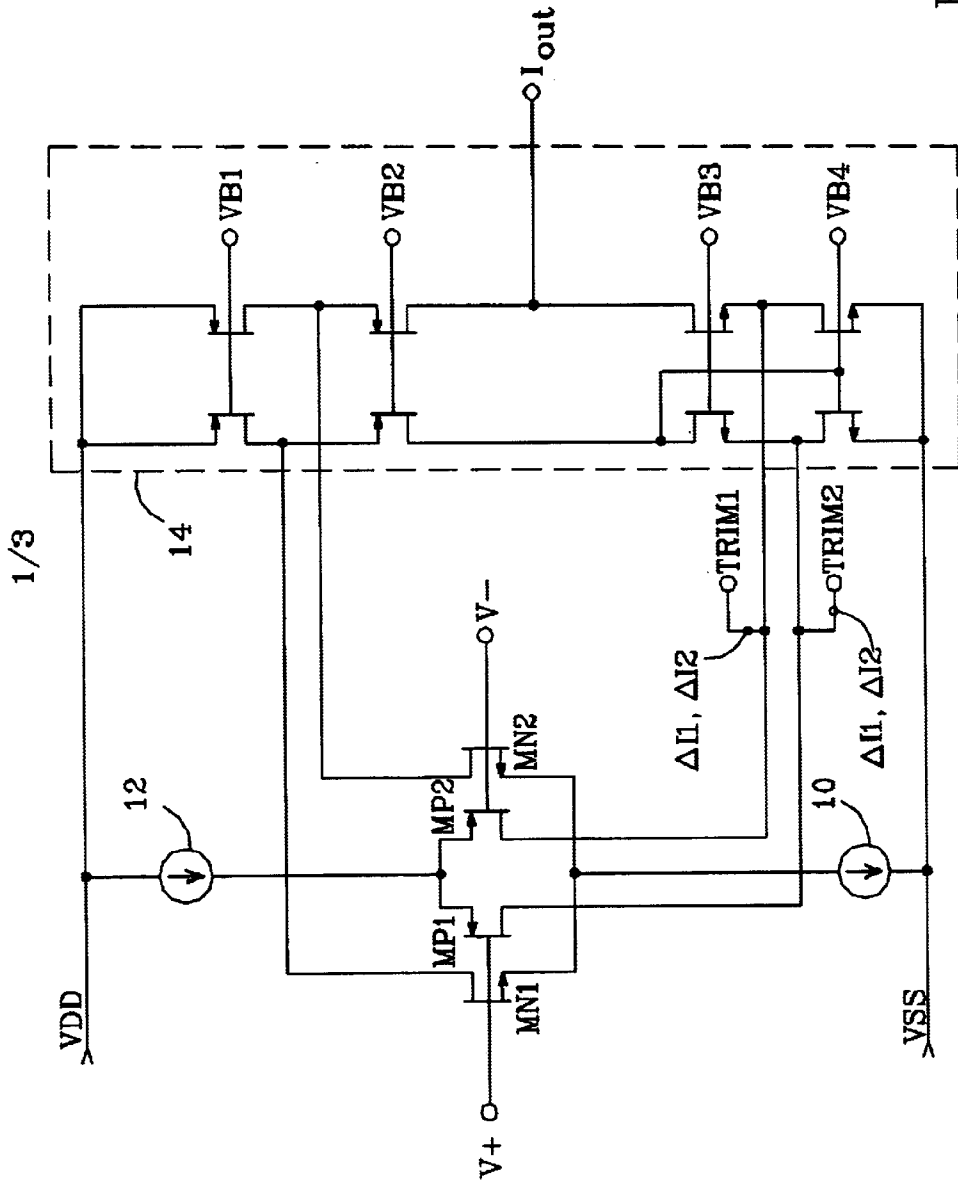 1/3
VDD
12
14
VB1
VB2
I out
V+
MN1
MP1
MP2
MN2
V-
VB3
VB4
TRIM1
ΔI1, ΔI2
TRIM2
ΔI1, ΔI2
10
VSS